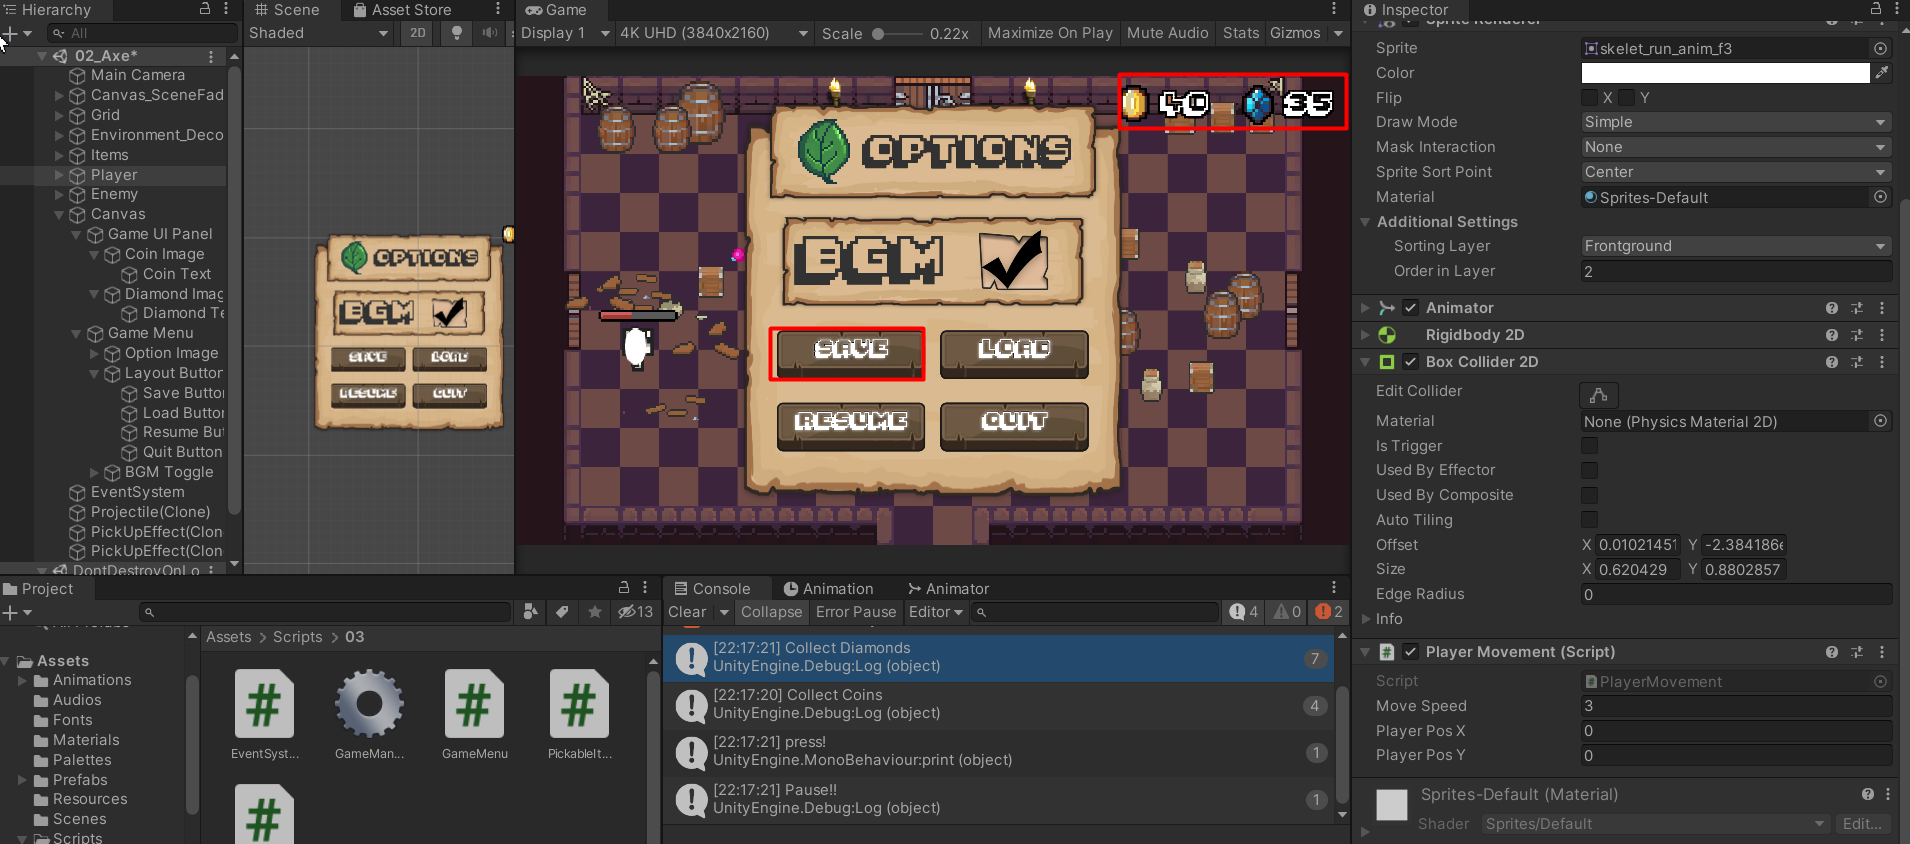 Hierarchy
All
02_Axe*
Main Camera
Canvas_SceneFad
Grid
Environment_Deco
Items
Player
Enemy
Canvas
Game UI Panel
Coin Image
Coin Text
Diamond Imag
Diamond Te
Game Menu
Option Image
Layout Button
Save Button
Load Button
Resume But
Quit Button
BGM Toggle
EventSystem
Projectile(Clone)
PickUpEffect(Clon
PickUpEffect(Clon
DontDestroyOnLo
Scene
Asset Store
Shaded
2D
OPTIONS
BGM
SAVE
LOAD
RESUME
QUIT
Game
Display 1
4K UHD (3840x2160)
Scale
0.22x
Maximize On Play
Mute Audio
Stats
Gizmos
40
35
OPTIONS
BGM
SAVE
LOAD
RESUME
QUIT
Inspector
Sprite Renderer
Sprite
skelet_run_anim_f3
Color
Flip
X
Y
Draw Mode
Simple
Mask Interaction
None
Sprite Sort Point
Center
Material
Sprites-Default
Additional Settings
Sorting Layer
Frontground
Order in Layer
2
Animator
Rigidbody 2D
Box Collider 2D
Edit Collider
Material
None (Physics Material 2D)
Is Trigger
Used By Effector
Used By Composite
Auto Tiling
Offset
X 0.01021451
Y -2.384186e
Size
X 0.620429
Y 0.8802857
Edge Radius
0
Info
Player Movement (Script)
Script
PlayerMovement
Move Speed
3
Player Pos X
0
Player Pos Y
0
Sprites-Default (Material)
Shader
Sprites/Default
Edit...
Project
13
All Prefabs
Assets
Animations
Audios
Fonts
Materials
Palettes
Prefabs
Resources
Scenes
Scripts
Assets > Scripts > 03
EventSyst...
GameMan...
GameMenu
PickableIt...
Console
Animation
Animator
Clear
Collapse
Error Pause
Editor
4
0
2
[22:17:21] Collect Diamonds
UnityEngine.Debug:Log (object)
7
[22:17:20] Collect Coins
UnityEngine.Debug:Log (object)
4
[22:17:21] press!
UnityEngine.MonoBehaviour:print (object)
1
[22:17:21] Pause!!
UnityEngine.Debug:Log (object)
1